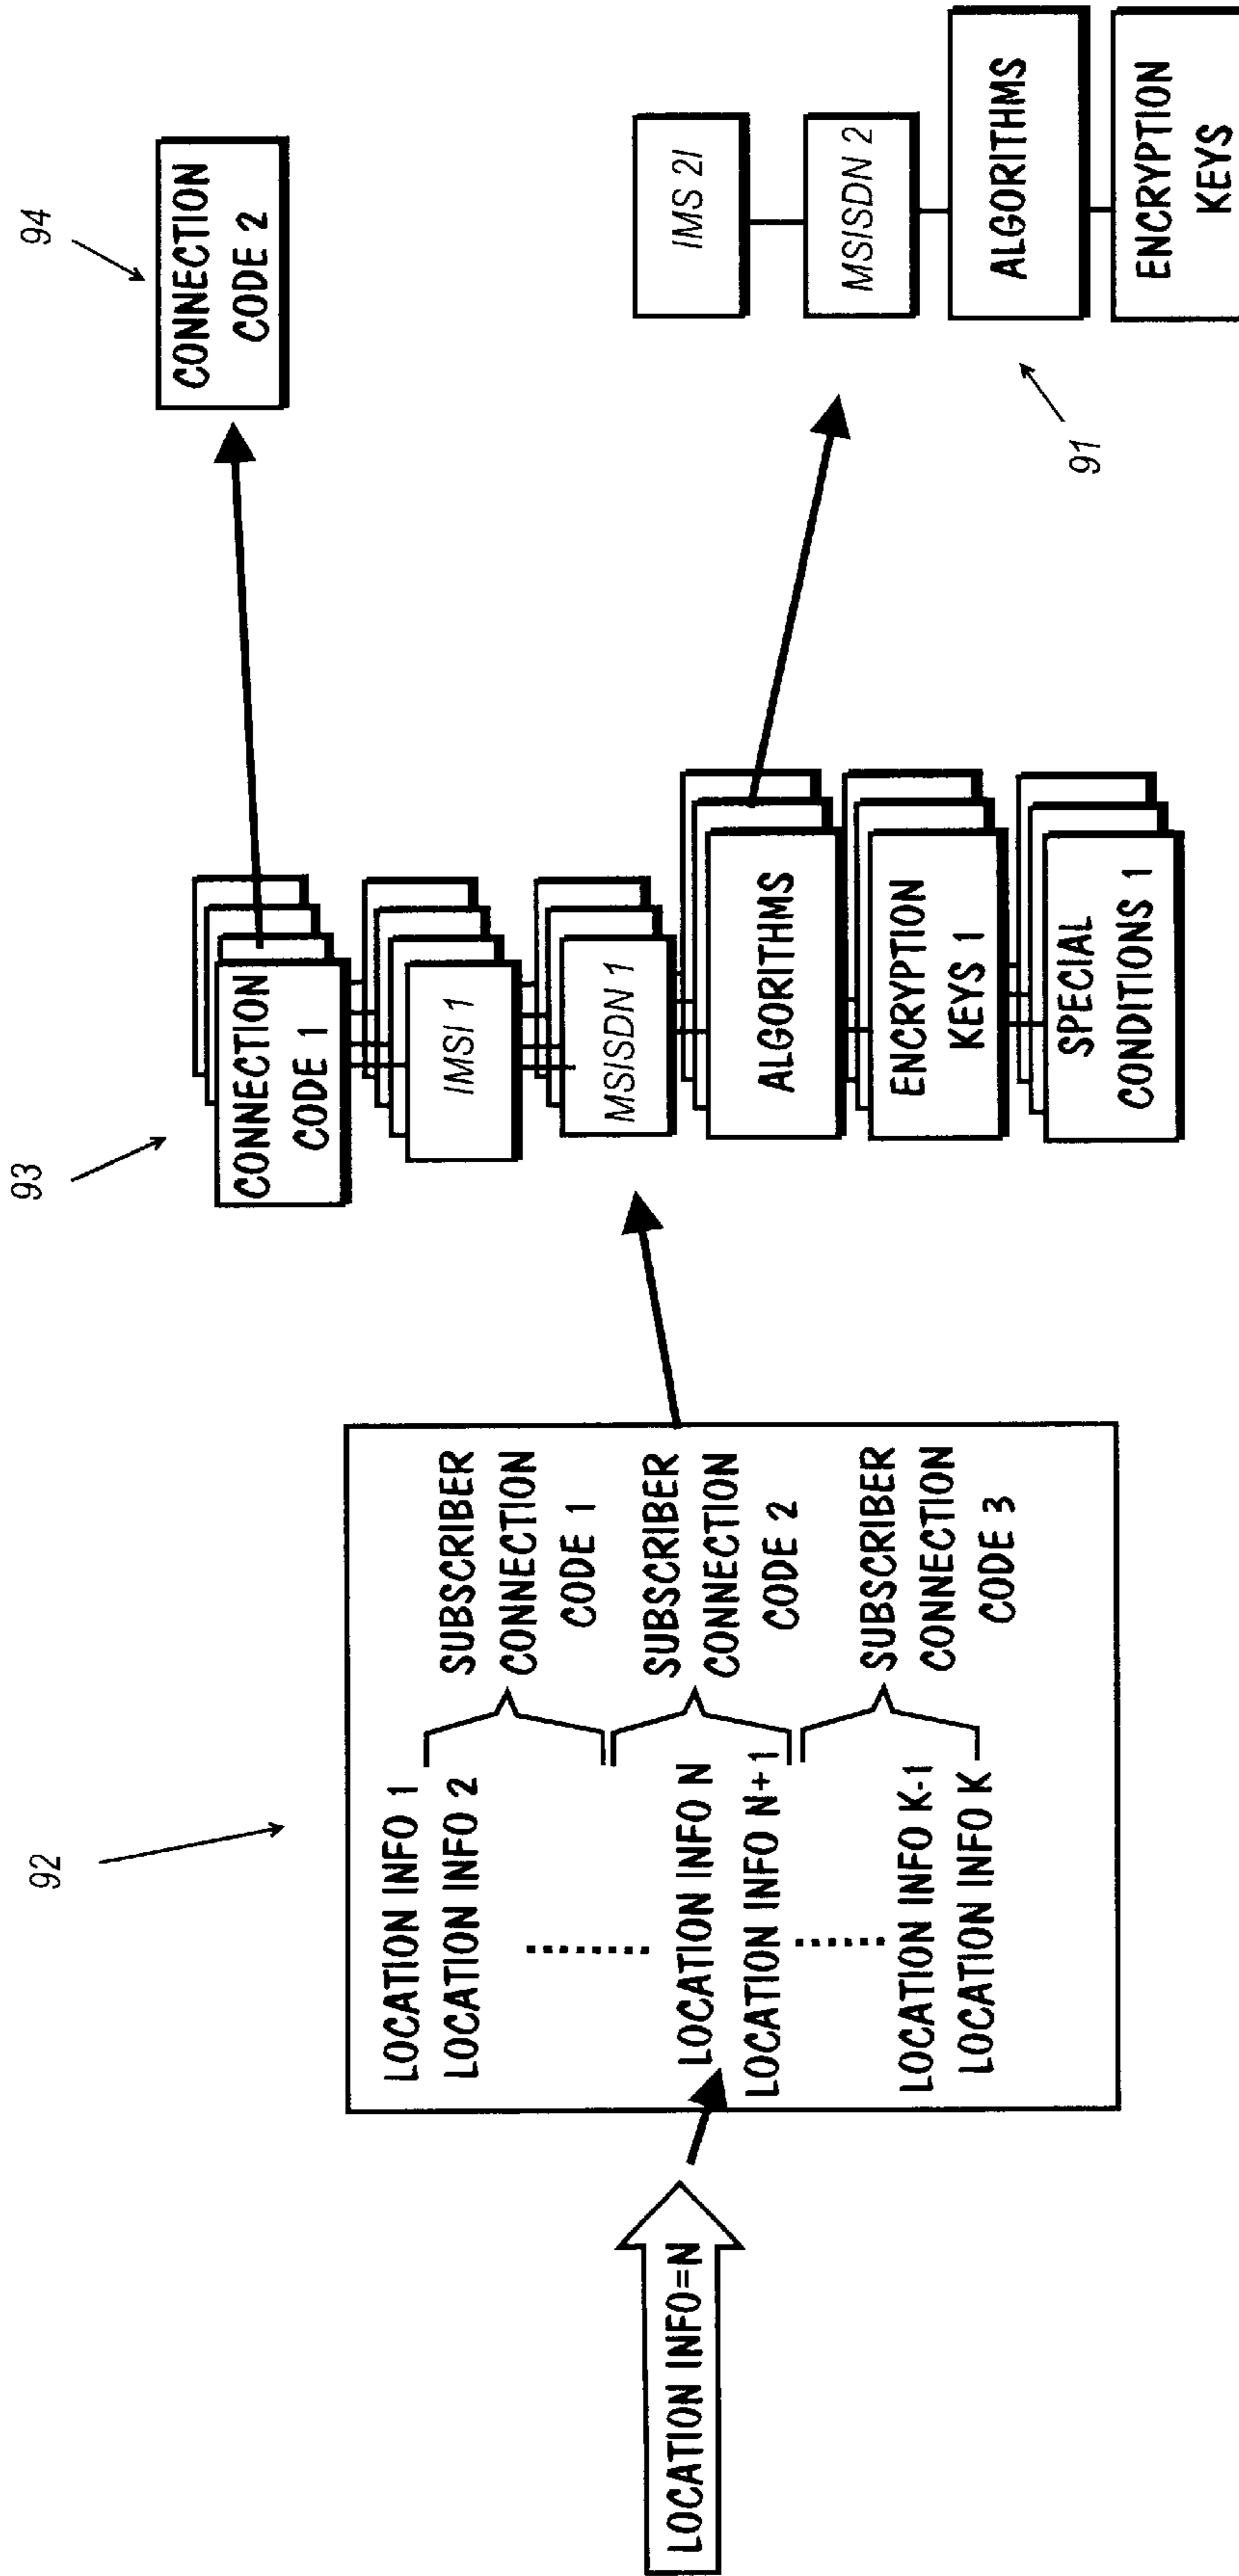 LOCATION INFO=N
92
LOCATION INFO 1
LOCATION INFO 2
LOCATION INFO N
LOCATION INFO N+1
LOCATION INFO K-1
LOCATION INFO K
SUBSCRIBER
CONNECTION
CODE 1
SUBSCRIBER
CONNECTION
CODE 2
SUBSCRIBER
CONNECTION
CODE 3
93
CONNECTION
CODE 1
IMSI 1
MSISDN 1
ALGORITHMS
ENCRYPTION
KEYS 1
SPECIAL
CONDITIONS 1
94
CONNECTION
CODE 2
91
IMS 2I
MSISDN 2
ALGORITHMS
ENCRYPTION
KEYS